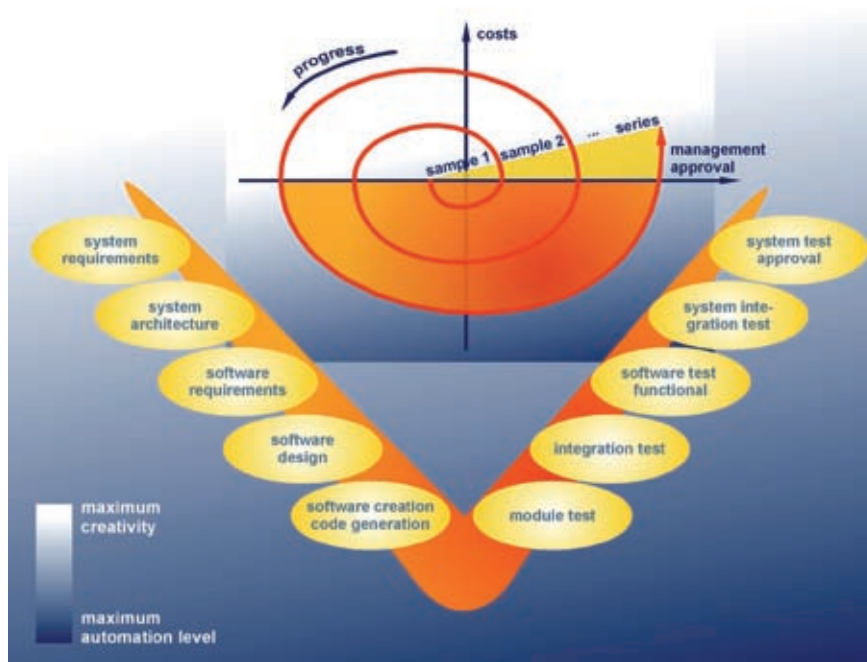 costs
progress
sample 1 sample 2 ... series
management
approval
system
requirements
system test
approval
system
architecture
system inte-
gration test
software
requirements
software test
functional
software
design
integration test
software creation
code generation
module test
maximum
creativity
maximum
automation level